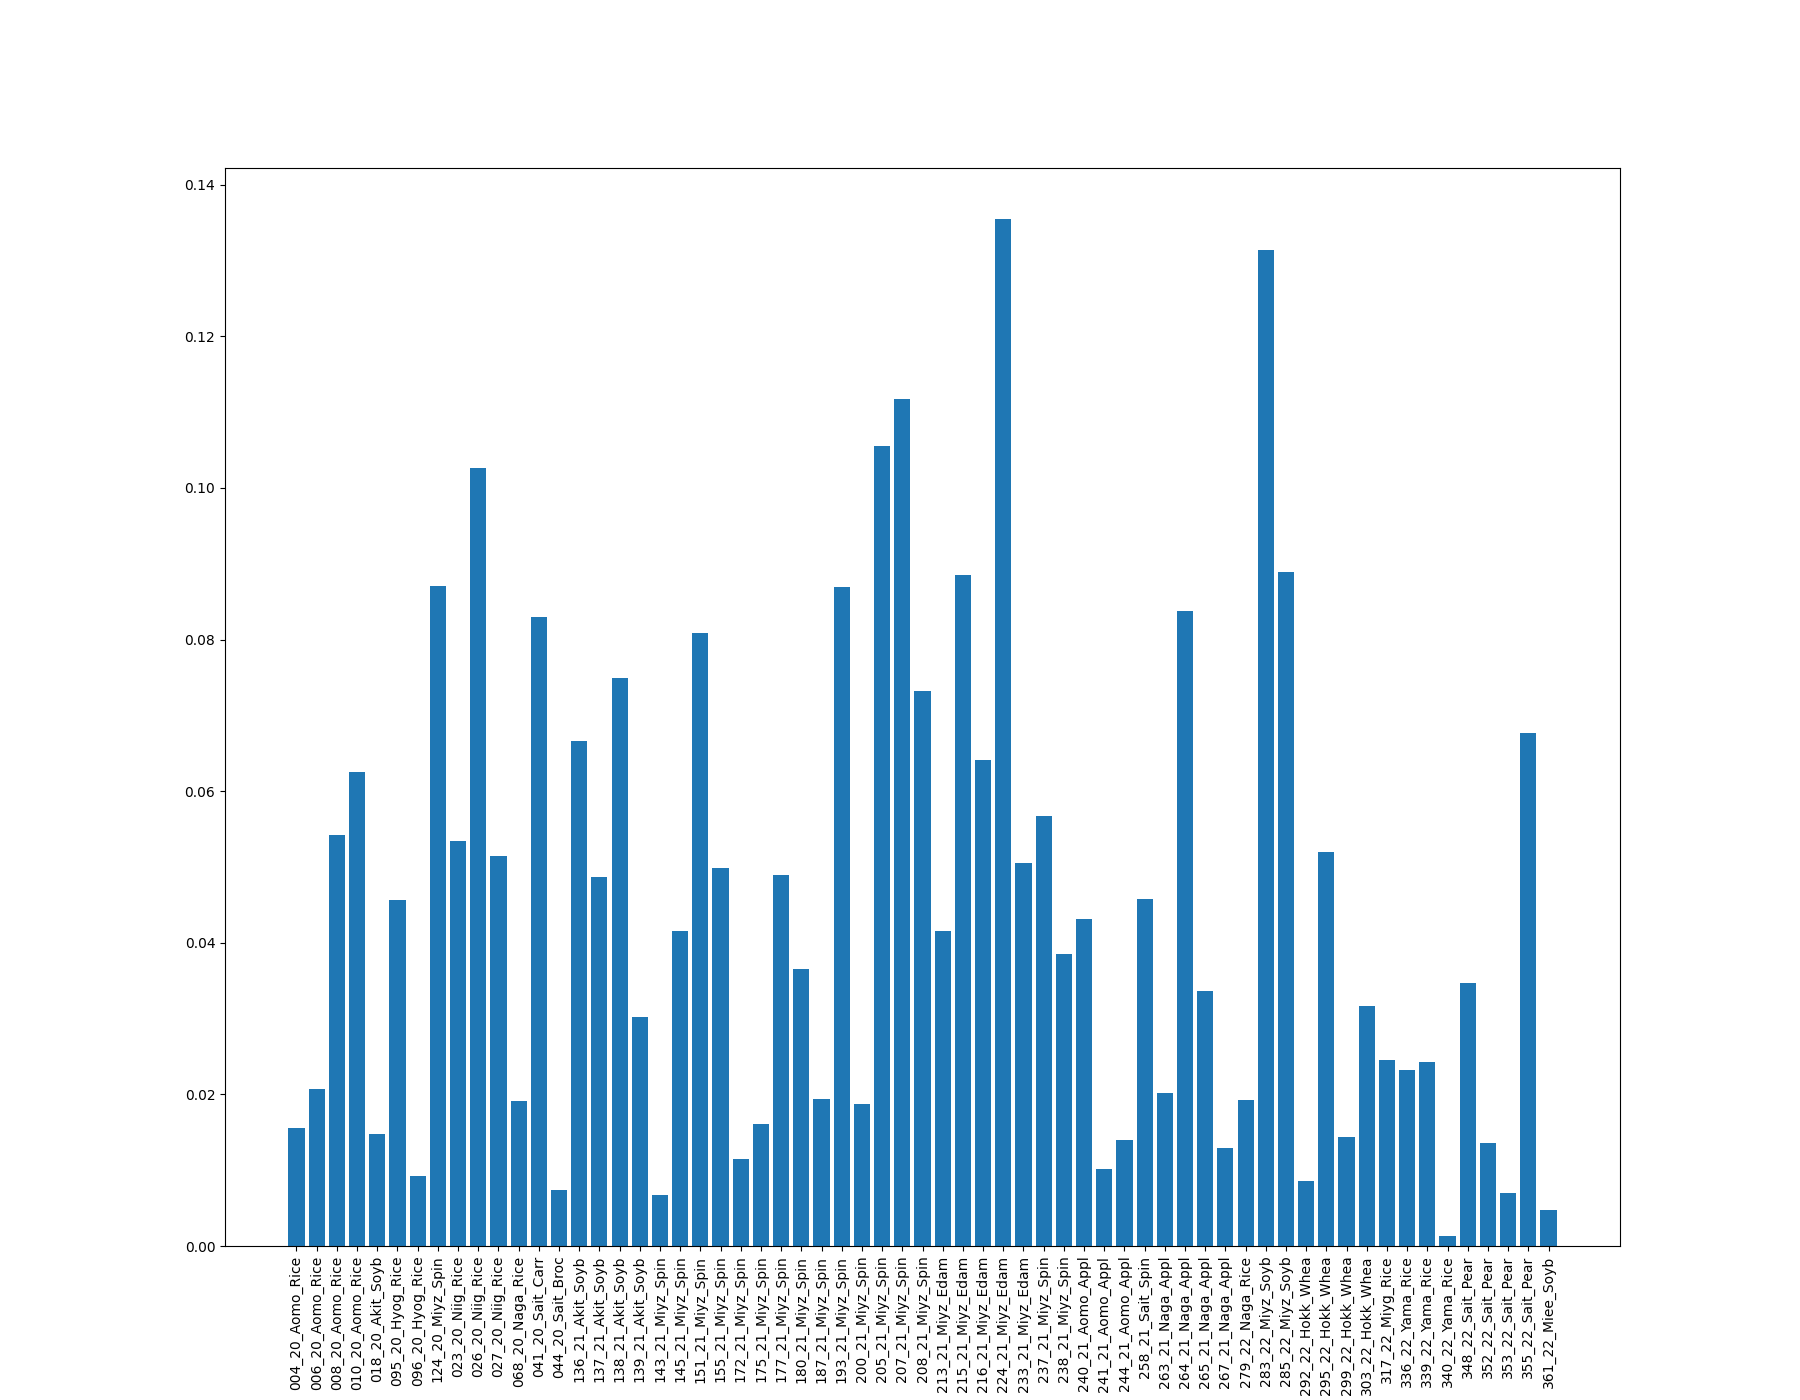 0.14
0.12
0.10
0.08
0.06
0.04
0.02
0.00
004_20_Aomo_Rice
006_20_Aomo_Rice
008_20_Aomo_Rice
010_20_Aomo_Rice
018_20_Akit_Soyb
095_20_Hyog_Rice
096_20_Hyog_Rice
124_20_Miyz_Spin
023_20_Niig_Rice
026_20_Niig_Rice
027_20_Niig_Rice
068_20_Naga_Rice
041_20_Sait_Carr
044_20_Sait_Broc
136_21_Akit_Soyb
137_21_Akit_Soyb
138_21_Akit_Soyb
139_21_Akit_Soyb
143_21_Miyz_Spin
145_21_Miyz_Spin
151_21_Miyz_Spin
155_21_Miyz_Spin
172_21_Miyz_Spin
175_21_Miyz_Spin
177_21_Miyz_Spin
180_21_Miyz_Spin
187_21_Miyz_Spin
193_21_Miyz_Spin
200_21_Miyz_Spin
205_21_Miyz_Spin
207_21_Miyz_Spin
208_21_Miyz_Spin
213_21_Miyz_Edam
215_21_Miyz_Edam
216_21_Miyz_Edam
224_21_Miyz_Edam
233_21_Miyz_Edam
237_21_Miyz_Spin
238_21_Miyz_Spin
240_21_Aomo_Appl
241_21_Aomo_Appl
244_21_Aomo_Appl
258_21_Sait_Spin
263_21_Naga_Appl
264_21_Naga_Appl
265_21_Naga_Appl
267_21_Naga_Appl
279_22_Naga_Rice
283_22_Miyz_Soyb
285_22_Miyz_Soyb
292_22_Hokk_Whea
295_22_Hokk_Whea
299_22_Hokk_Whea
303_22_Hokk_Whea
317_22_Miyg_Rice
336_22_Yama_Rice
339_22_Yama_Rice
340_22_Yama_Rice
348_22_Sait_Pear
352_22_Sait_Pear
353_22_Sait_Pear
355_22_Sait_Pear
361_22_Miee_Soyb